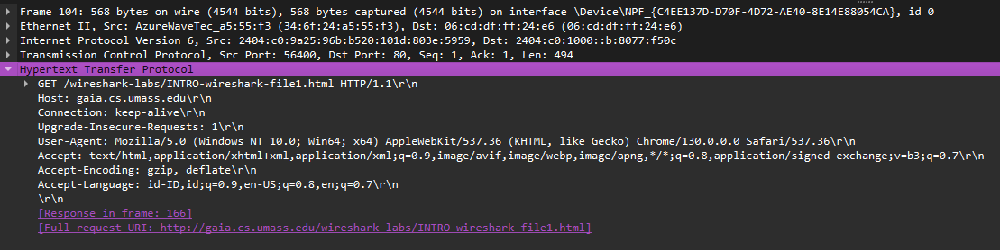 Frame 104: 568 bytes on wire (4544 bits), 568 bytes captured (4544 bits) on interface \Device\NPF_{C4EE137D-D70F-4D72-AE40-8E14E88054CA}, id 0
Ethernet II, Src: AzureWaveTec_a5:55:f3 (34:6f:24:a5:55:f3), Dst: 06:cd:df:ff:24:e6 (06:cd:df:ff:24:e6)
Internet Protocol Version 6, Src: 2404:c0:9a25:96b:b520:101d:803e:5959, Dst: 2404:c0:1000::b:8077:f50c
Transmission Control Protocol, Src Port: 56400, Dst Port: 80, Seq: 1, Ack: 1, Len: 494
Hypertext Transfer Protocol
GET /wireshark-labs/INTRO-wireshark-file1.html HTTP/1.1\r\n
Host: gaia.cs.umass.edu\r\n
Connection: keep-alive\r\n
Upgrade-Insecure-Requests: 1\r\n
User-Agent: Mozilla/5.0 (Windows NT 10.0; Win64; x64) AppleWebKit/537.36 (KHTML, like Gecko) Chrome/130.0.0.0 Safari/537.36\r\n
Accept: text/html,application/xhtml+xml,application/xml;q=0.9,image/avif,image/webp,image/apng,*/*;q=0.8,application/signed-exchange;v=b3;q=0.7\r\n
Accept-Encoding: gzip, deflate\r\n
Accept-Language: id-ID,id;q=0.9,en-US;q=0.8,en;q=0.7\r\n
\r\n
[Response in frame: 166]
[Full request URI: http://gaia.cs.umass.edu/wireshark-labs/INTRO-wireshark-file1.html]